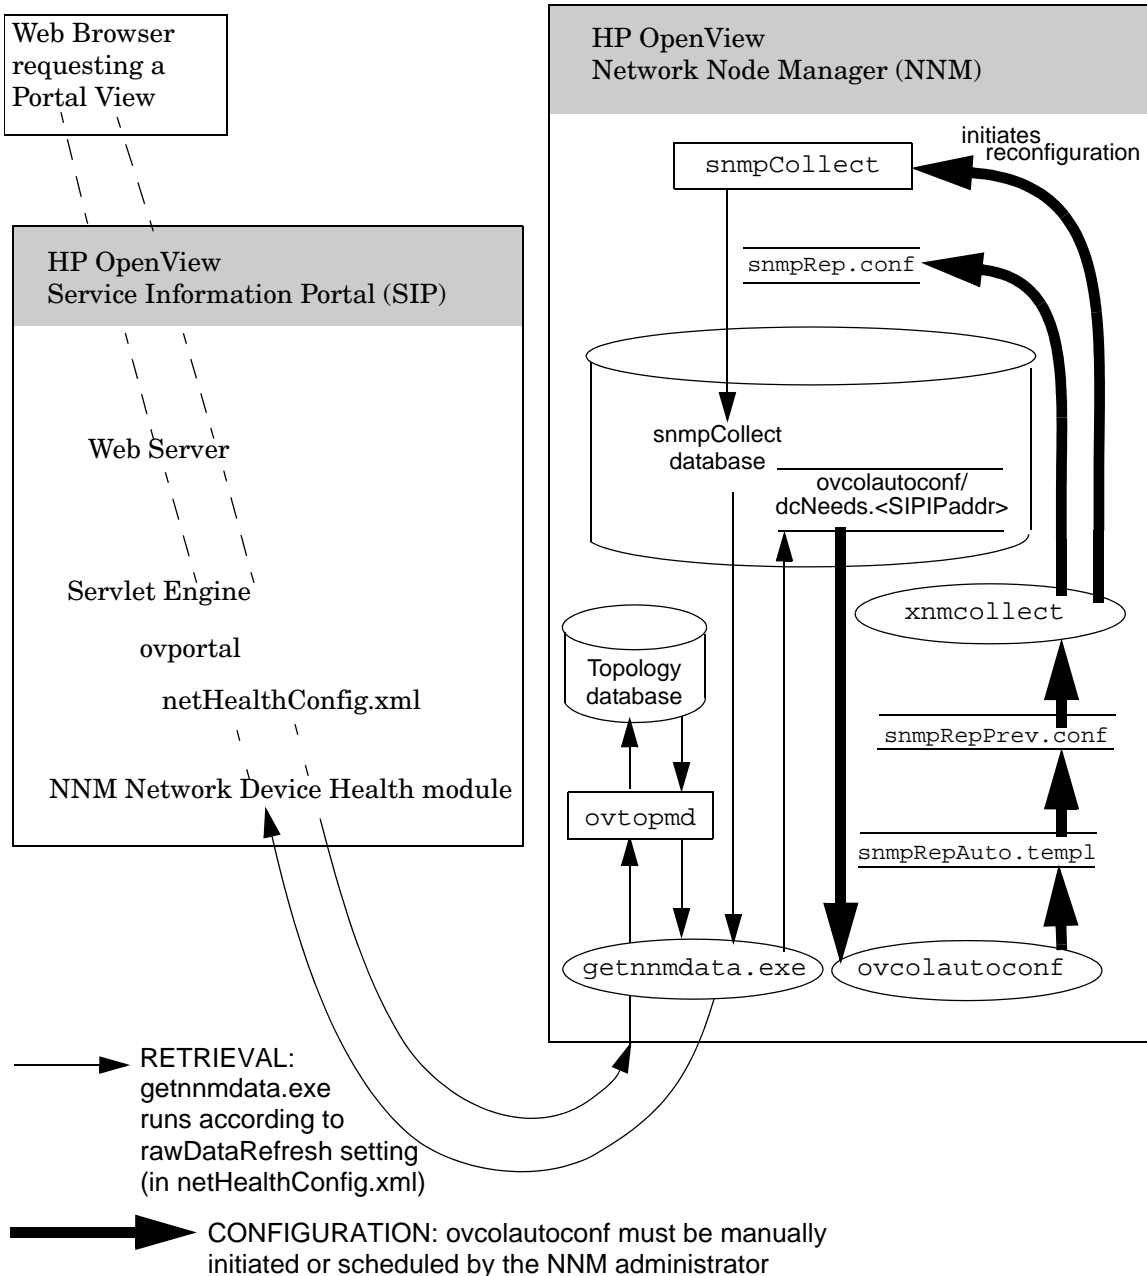 Web Browser
requesting a
Portal View
HP OpenView
Service Information Portal (SIP)
Web Server
Servlet Engine
ovportal
netHealthConfig.xml
NNM Network Device Health module
HP OpenView
Network Node Manager (NNM)
initiates
reconfiguration
snmpCollect
snmpRep.conf
snmpCollect
database
ovcolautoconf/
dcNeeds.<SIPIPaddr>
xnmcollect
Topology
database
snmpRepPrev.conf
ovtopmd
snmpRepAuto.templ
getnnmdata.exe
ovcolautoconf
RETRIEVAL:
getnnmdata.exe
runs according to
rawDataRefresh setting
(in netHealthConfig.xml)
CONFIGURATION: ovcolautoconf must be manually
initiated or scheduled by the NNM administrator